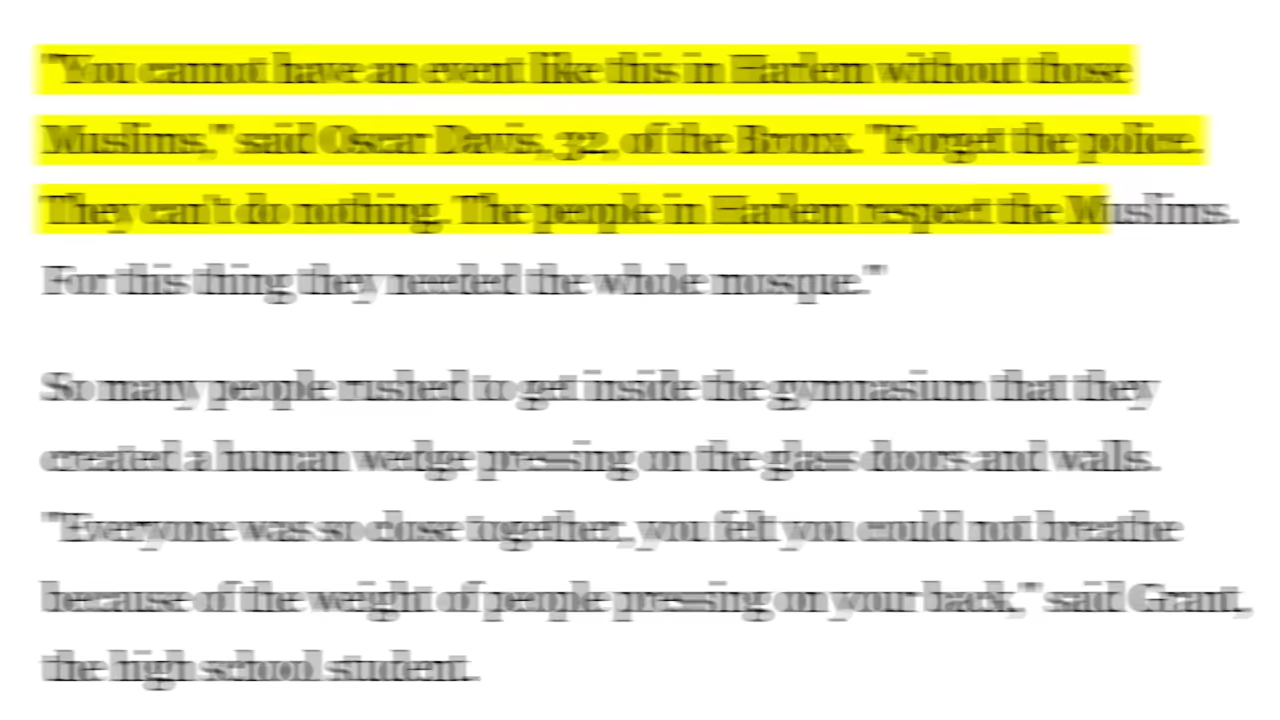 "You cannot have an event like this in Harlem without those
Muslims," said Oscar Davis, 32, of the Bronx. "Forget the police.
They can't do nothing. The people in Harlem respect the Muslims.
For this thing they needed the whole mosque."
So many people rushed to get inside the gymnasium that they
created a human wedge pressing on the glass doors and walls.
"Everyone was so close together, you felt you could not breathe
because of the weight of people pressing on your back," said Grant,
the high school student.